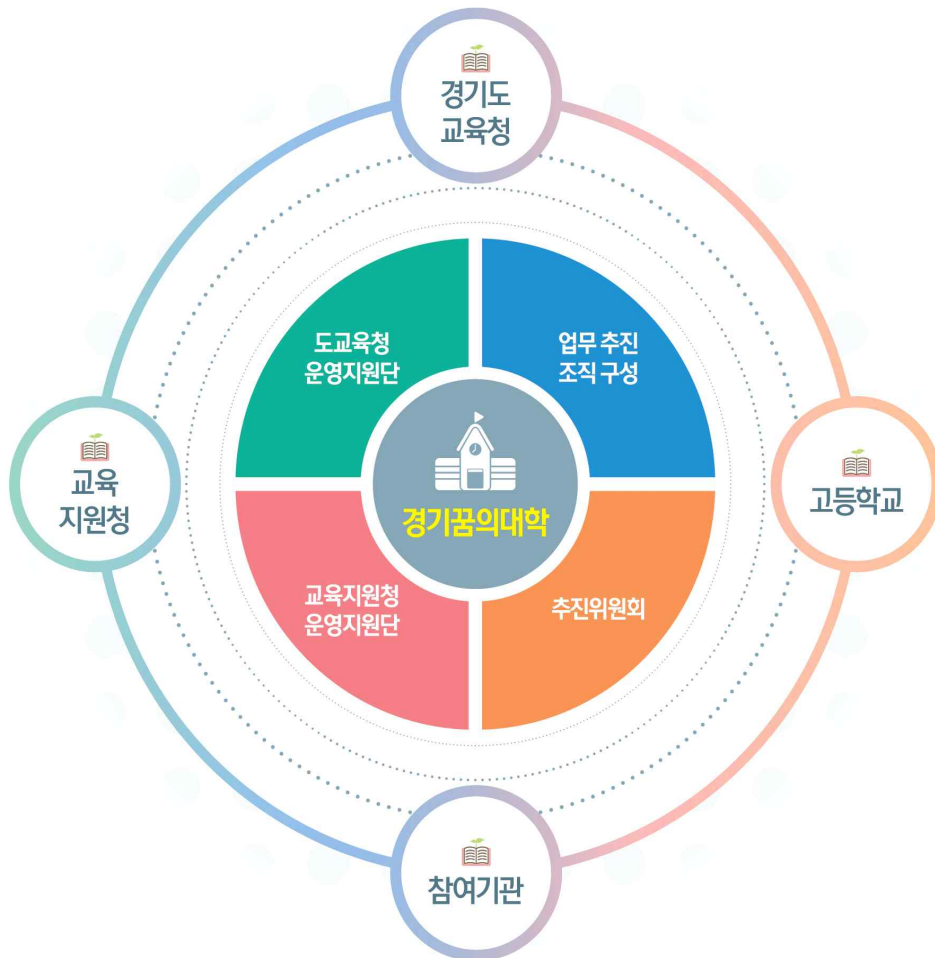 경기도
교육청
도교육청
운영지원단
업무 추진
조직 구성
교육
지원청
경기꿈의대학
고등학교
교육지원청
운영지원단
추진위원회
참여기관